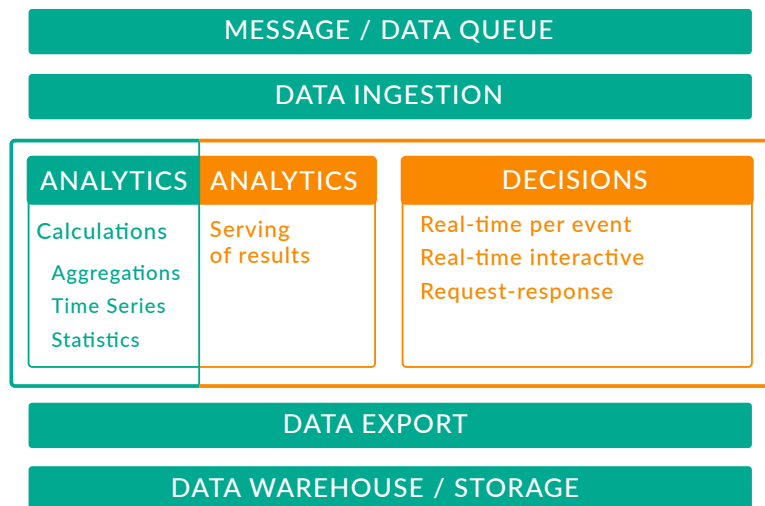 MESSAGE / DATA QUEUE
DATA INGESTION
ANALYTICS
Calculations
Aggregations
Time Series
Statistics
ANALYTICS
Serving
of results
DECISIONS
Real-time per event
Real-time interactive
Request-response
DATA EXPORT
DATA WAREHOUSE / STORAGE